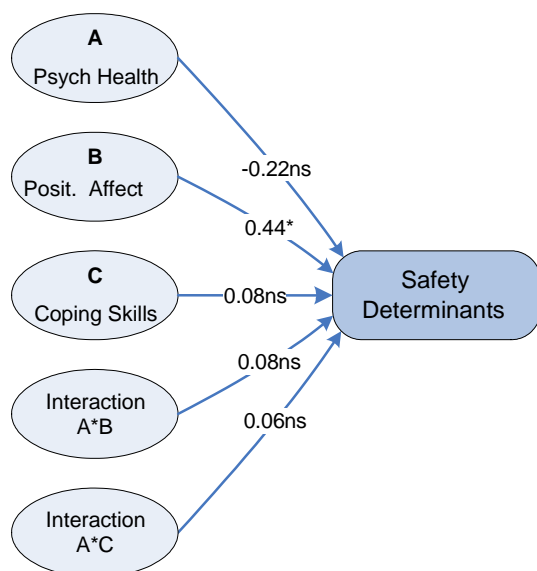 A
Psych Health
-0.22ns
B
Posit. Affect
0.44*
C
Coping Skills
0.08ns
Safety
Determinants
Interaction
A*B
0.08ns
0.06ns
Interaction
A*C